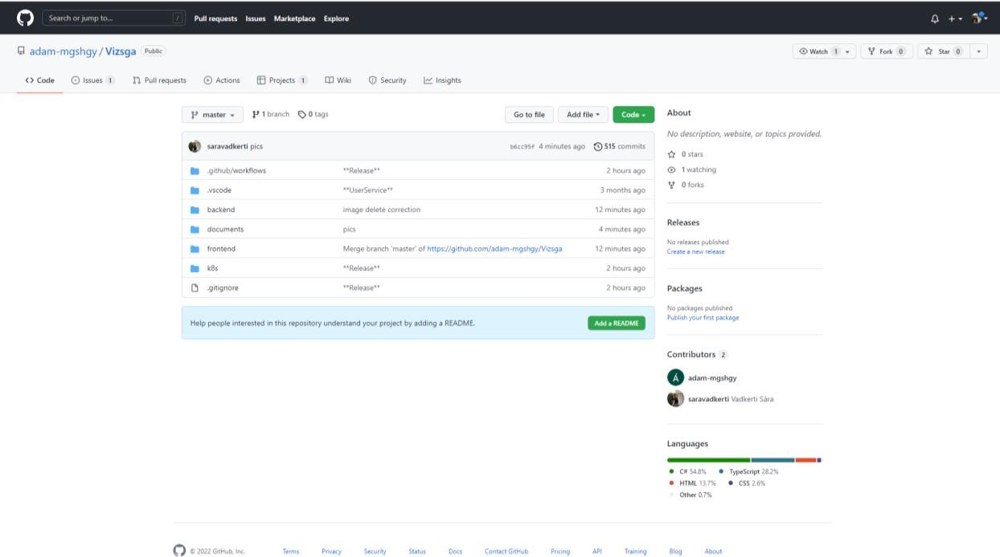 Search or jump to... /
Pull requests Issues Marketplace Explore
adam-mgshgy / Vizsga Public
Watch 1 Fork 0 Star 0
Code Issues 1 Pull requests Actions Projects 1 Wiki Security Insights
master 1 branch 0 tags Go to file Add file Code
saravadkerti pics b6cc95f 4 minutes ago 515 commits
.github/workflows **Release** 2 hours ago
.vscode **UserService** 3 months ago
backend image delete correction 12 minutes ago
documents pics 4 minutes ago
frontend Merge branch 'master' of https://github.com/adam-mgshgy/Vizsga 12 minutes ago
k8s **Release** 2 hours ago
.gitignore **Release** 2 hours ago
Help people interested in this repository understand your project by adding a README. Add a README
About
No description, website, or topics provided.
0 stars
1 watching
0 forks
Releases
No releases published
Create a new release
Packages
No packages published
Publish your first package
Contributors 2
Á adam-mgshgy
saravadkerti Vadkerti Sára
Languages
C# 54.8% TypeScript 28.2%
HTML 13.7% CSS 2.6%
Other 0.7%
© 2022 GitHub, Inc. Terms Privacy Security Status Docs Contact GitHub Pricing API Training Blog About